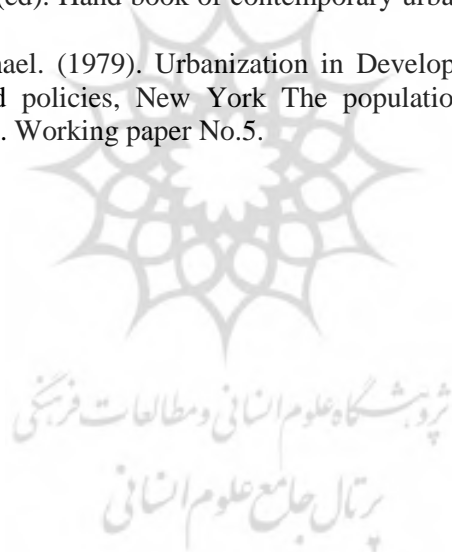 (ed). Hand book of contemporary urba
ael. (1979). Urbanization in Develop
d policies, New York The populatio
. Working paper No.5.
پژوهشگاه علوم انسانی و مطالعات فرهنگی
پرتال جامع علوم انسانی